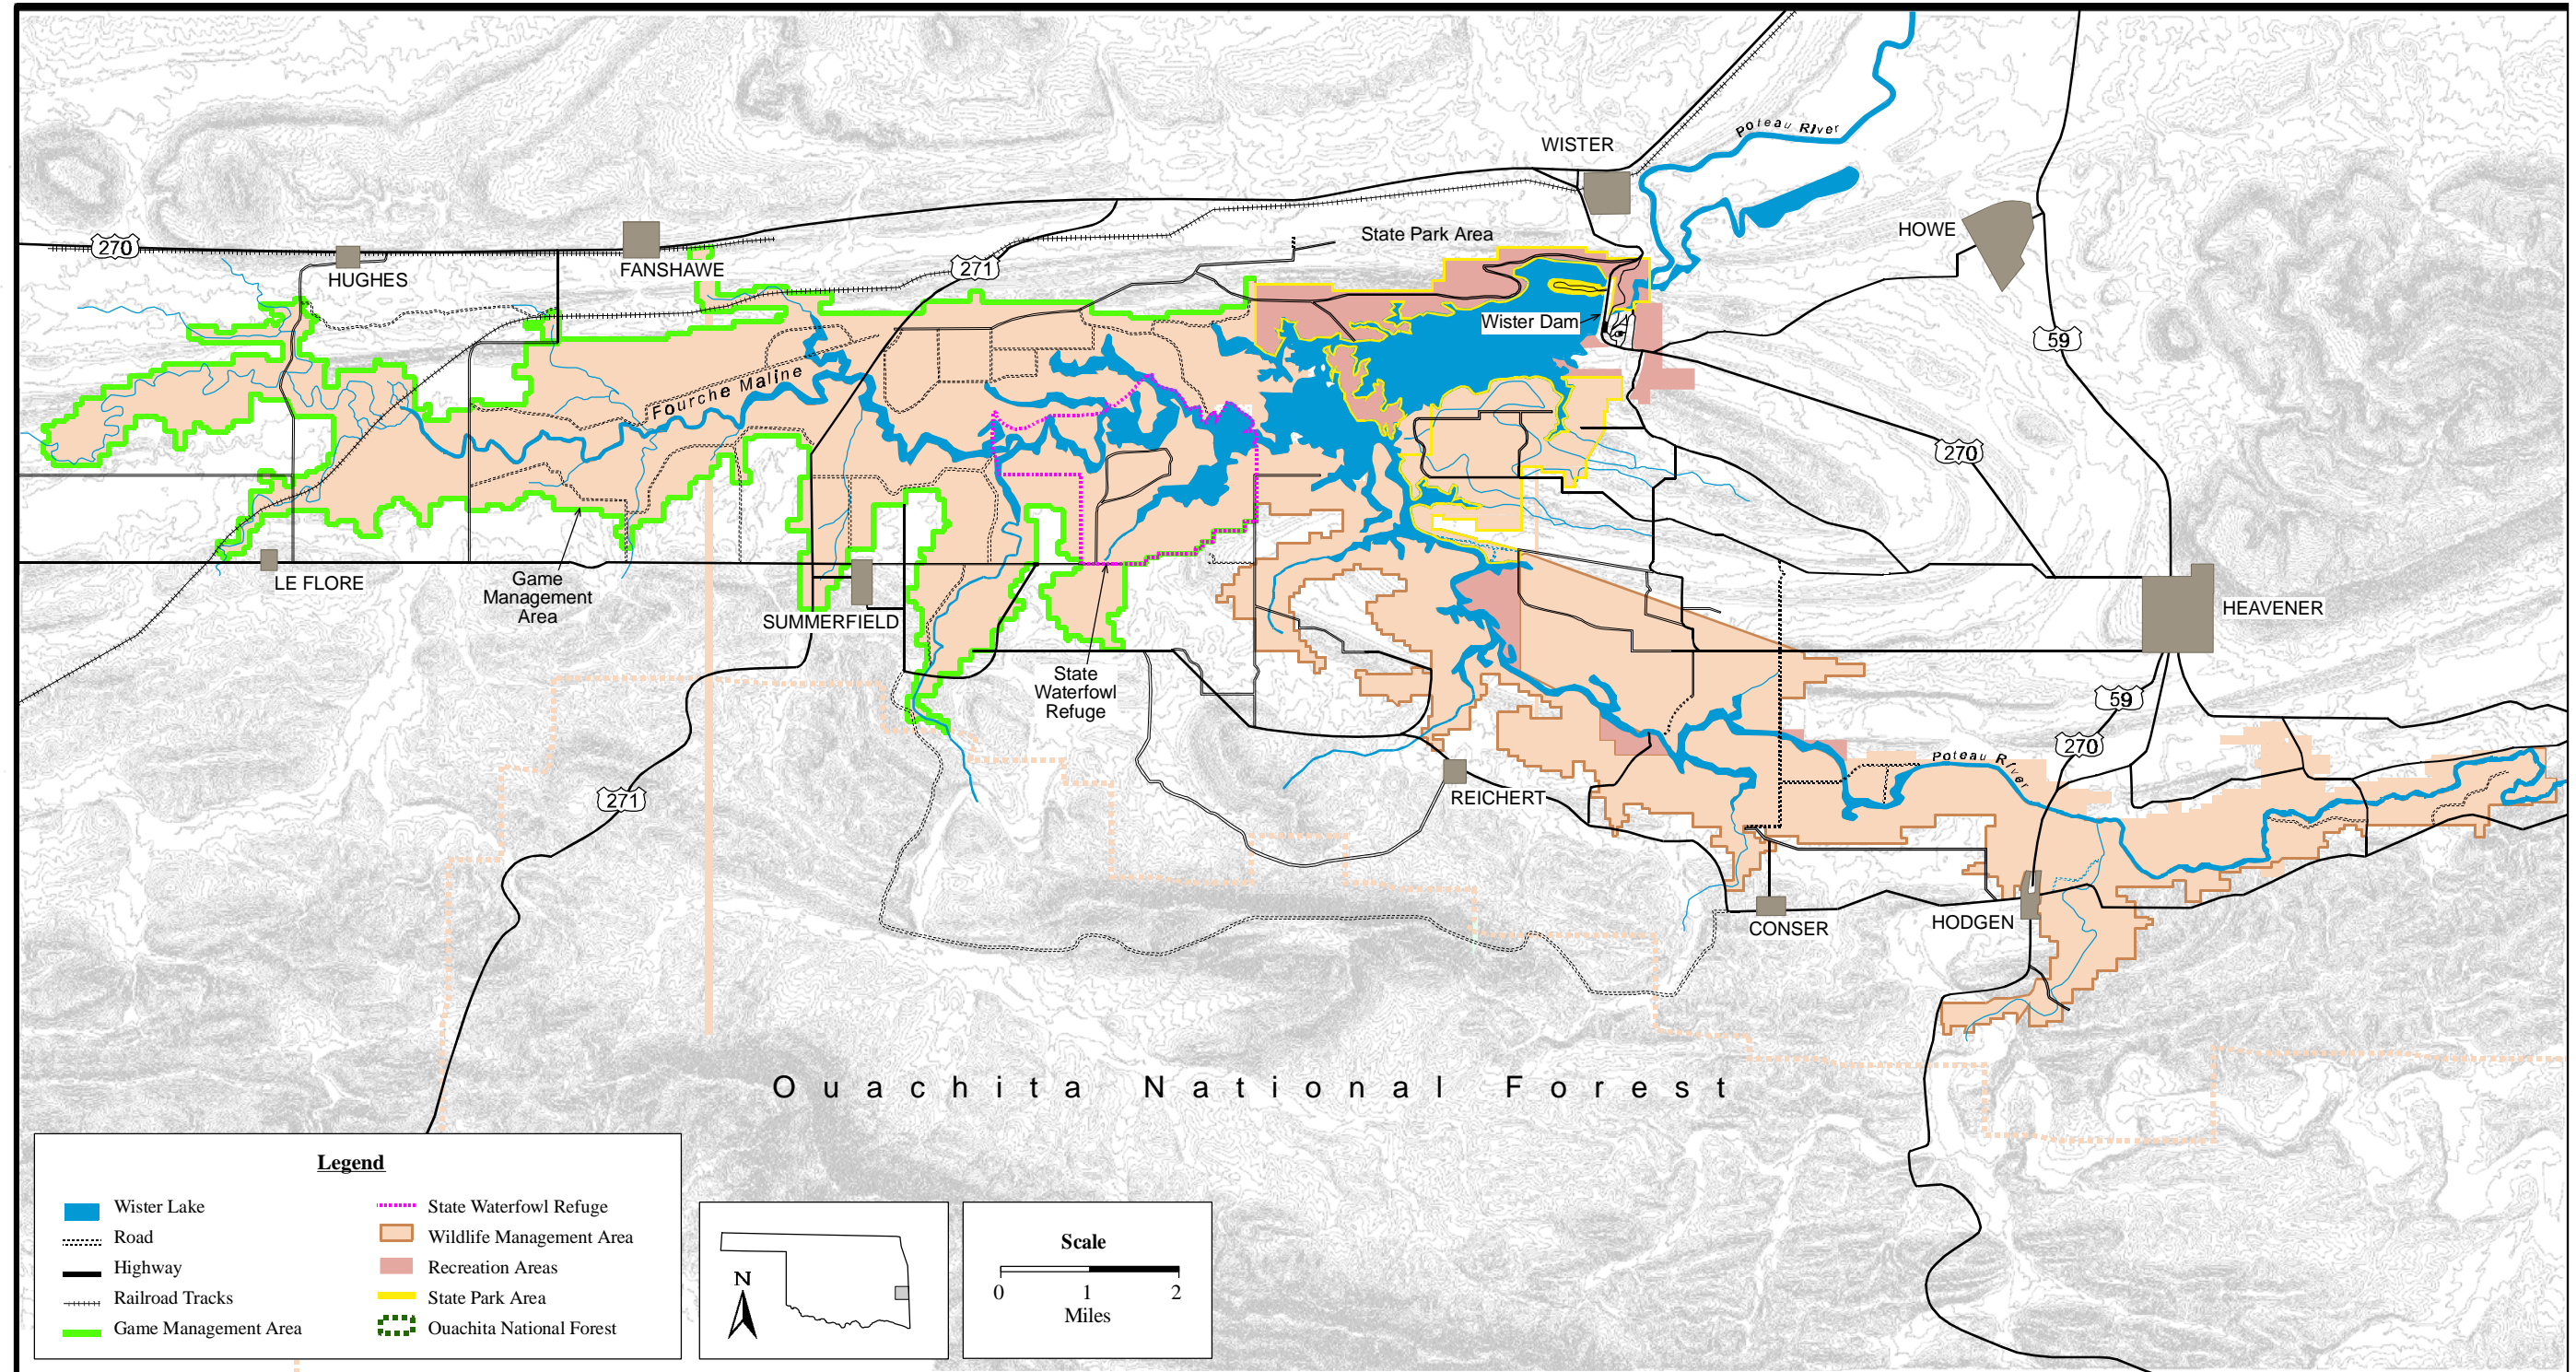 Poteau River
WISTER
HOWE
State Park Area
270
HUGHES
FANSHAWE
271
Wister Dam
59
Fourche Maline
270
LE FLORE
Game
Management
Area
SUMMERFIELD
HEAVENER
State
Waterfowl
Refuge
59
270
Poteau River
271
REICHERT
CONSER
HODGEN
Ouachita National Forest
Legend
Wister Lake
Road
Highway
Railroad Tracks
Game Management Area
State Waterfowl Refuge
Wildlife Management Area
Recreation Areas
State Park Area
Ouachita National Forest
N
Scale
0 1 2
Miles